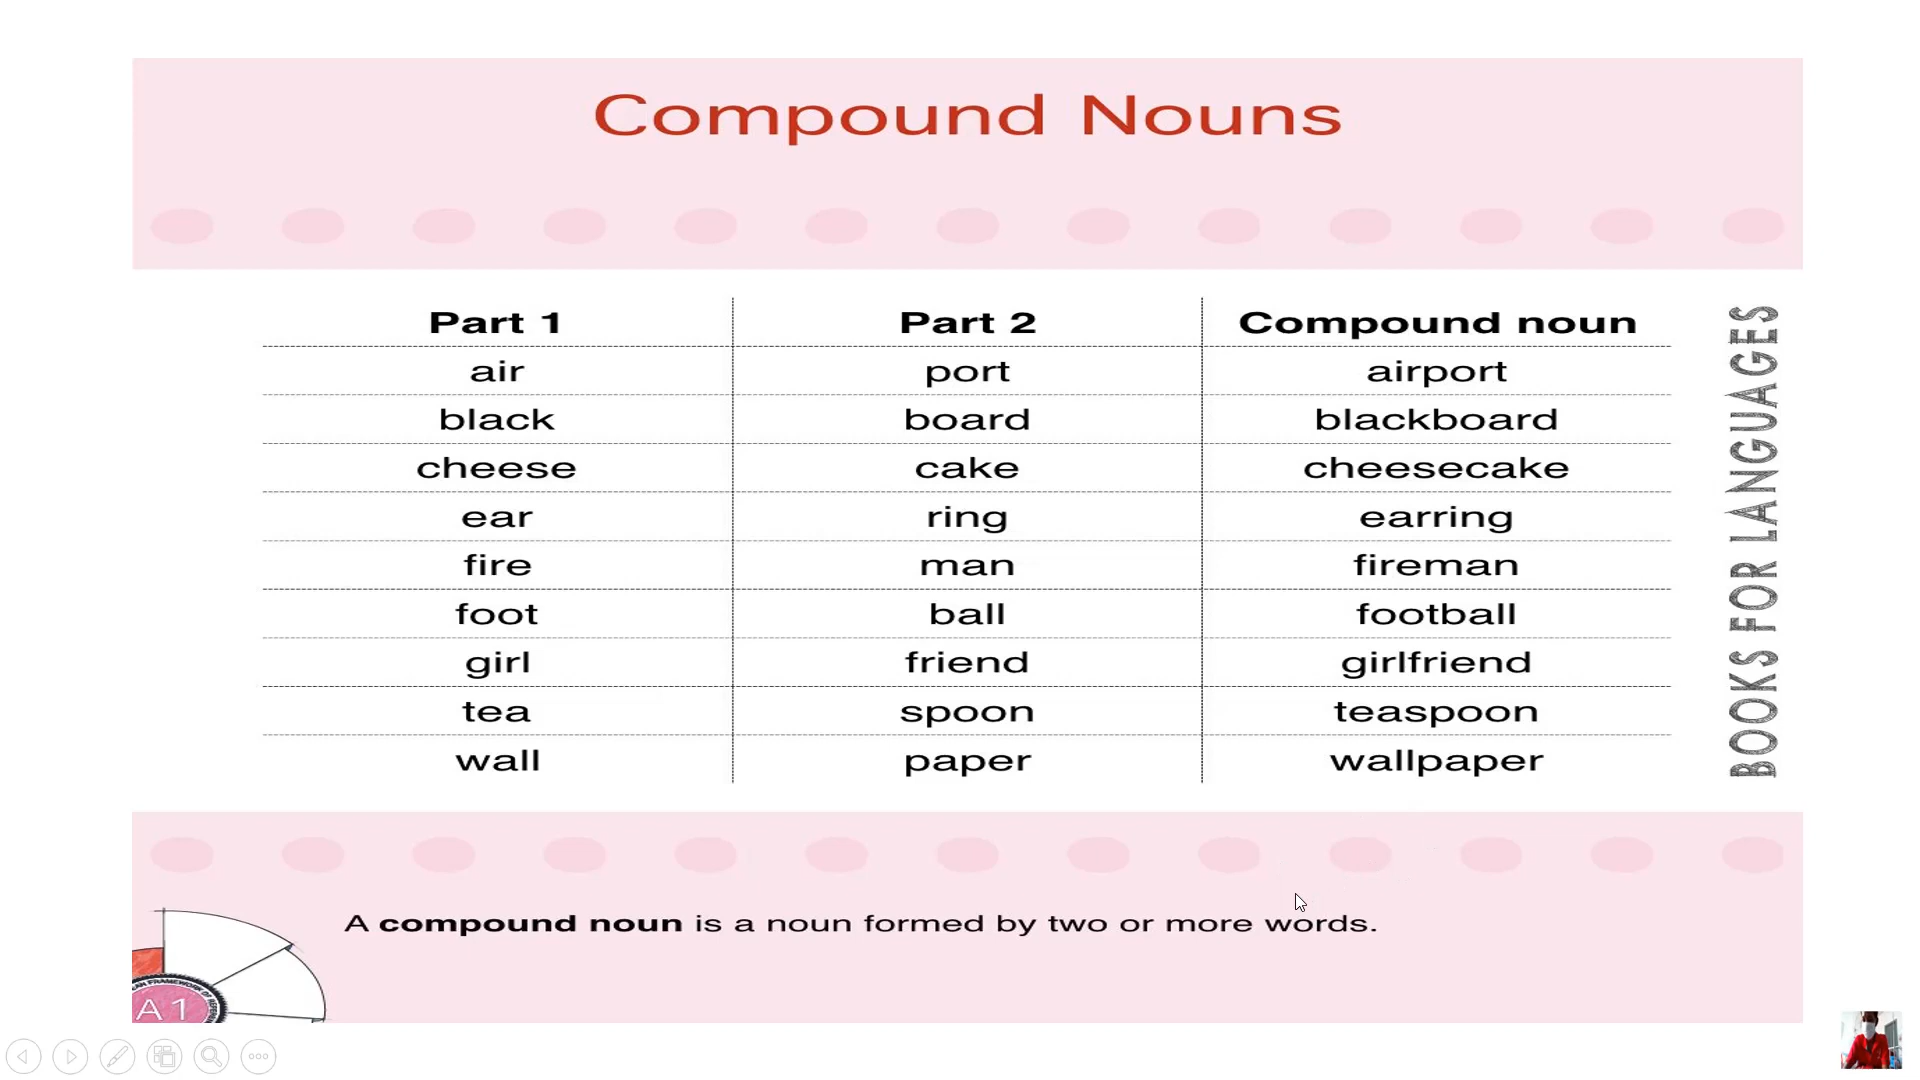 Compound Nouns
Part 1 Part 2 Compound noun
air port airport
black board blackboard
cheese cake cheesecake
ear ring earring
fire man fireman
foot ball football
girl friend girlfriend
tea spoon teaspoon
wall paper wallpaper
BOOKS FOR LANGUAGES
A compound noun is a noun formed by two or more words.
FRAMEWORK OF
A1